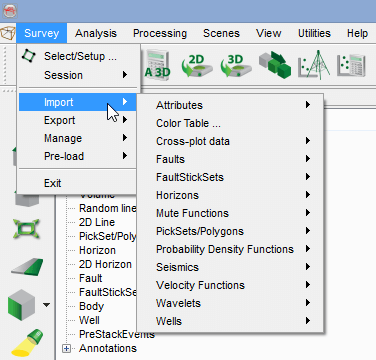 Survey Analysis Processing Scenes View Utilities Help
A 3D 2D 3D
Select/Setup ...
Session
Import
Export
Manage
Pre-load
Exit
Attributes
Color Table ...
Cross-plot data
Faults
FaultStickSets
Horizons
Mute Functions
PickSets/Polygons
Probability Density Functions
Seismics
Velocity Functions
Wavelets
Wells
Volume
Random line
2D Line
PickSet/Poly
Horizon
2D Horizon
Fault
FaultStickSe
Body
Well
PreStackEvents
Annotations